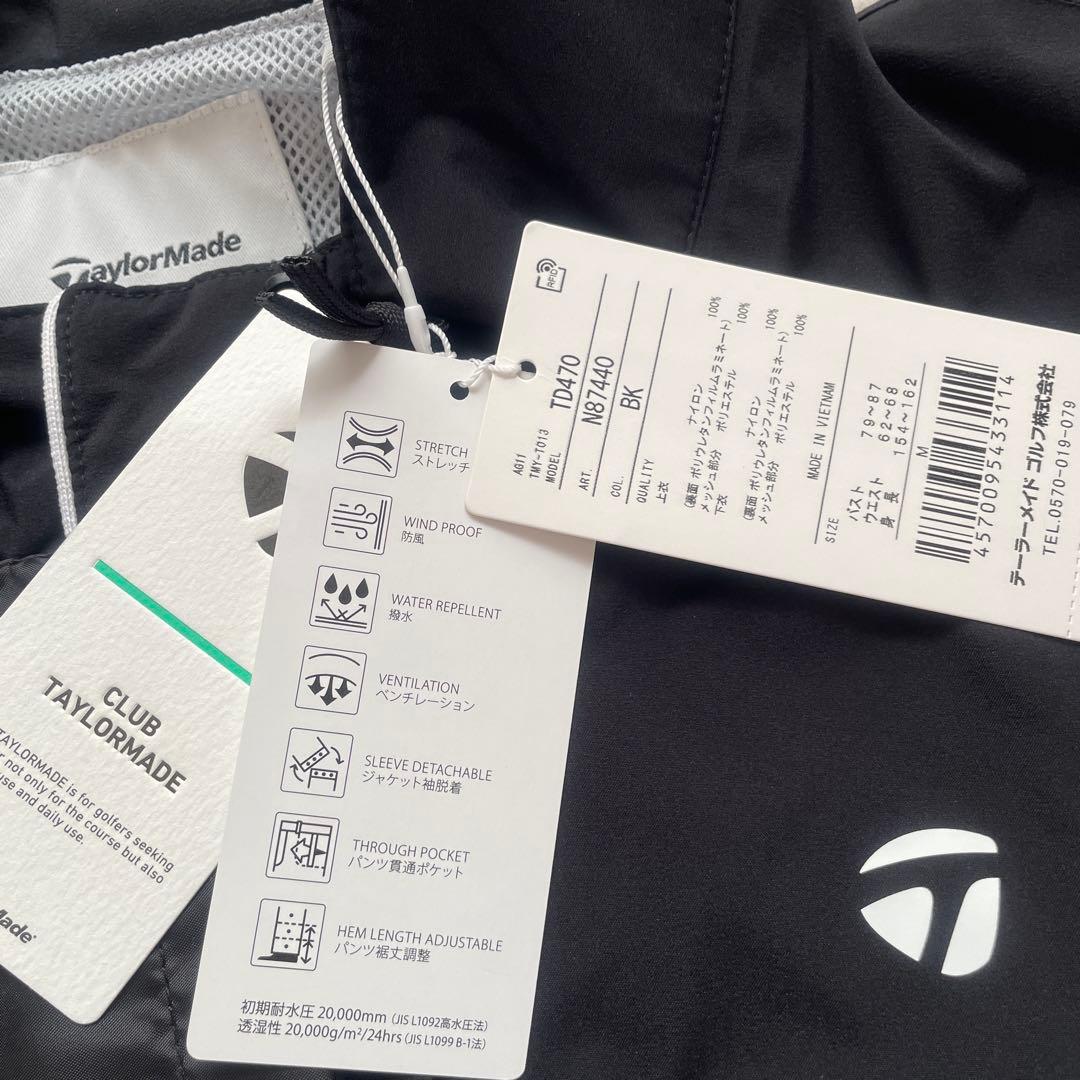 TaylorMade
CLUB
TAYLORMADE
TAYLORMADE is for golfers seeking
not only for the course but also
use and daily use.
STRETCH
ストレッチ
WIND PROOF
防風
WATER REPELLENT
撥水
VENTILATION
ベンチレーション
SLEEVE DETACHABLE
ジャケット袖脱着
THROUGH POCKET
パンツ貫通ポケット
HEM LENGTH ADJUSTABLE
パンツ裾丈調整
初期耐水圧 20,000mm (JIS L1092高水圧法)
透湿性 20,000g/m²/24hrs (JIS L1099 B-1法)
RFID
AG11
TMY-T013
MODEL TD470
ART. N87440
COL. BK
QUALITY
上衣 ナイロン 100%
(裏面 ポリウレタンフィルムラミネート)
メッシュ部分 ポリエステル 100%
下衣 ナイロン 100%
(裏面 ポリウレタンフィルムラミネート)
メッシュ部分 ポリエステル 100%
MADE IN VIETNAM
SIZE
バスト 79~87
ウエスト 62~68
身長 154~162
M
4570095433114
テーラーメイド ゴルフ株式会社
TEL.0570-019-079